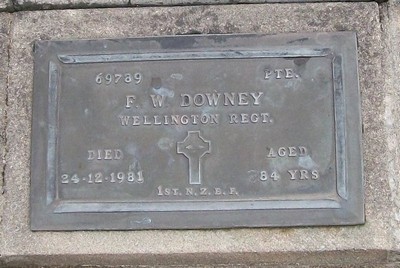 69789 PTE.
F. W. DOWNEY
WELLINGTON REGT.
DIED AGED
24-12-1981 84 YRS
1ST. N.Z.E.F.